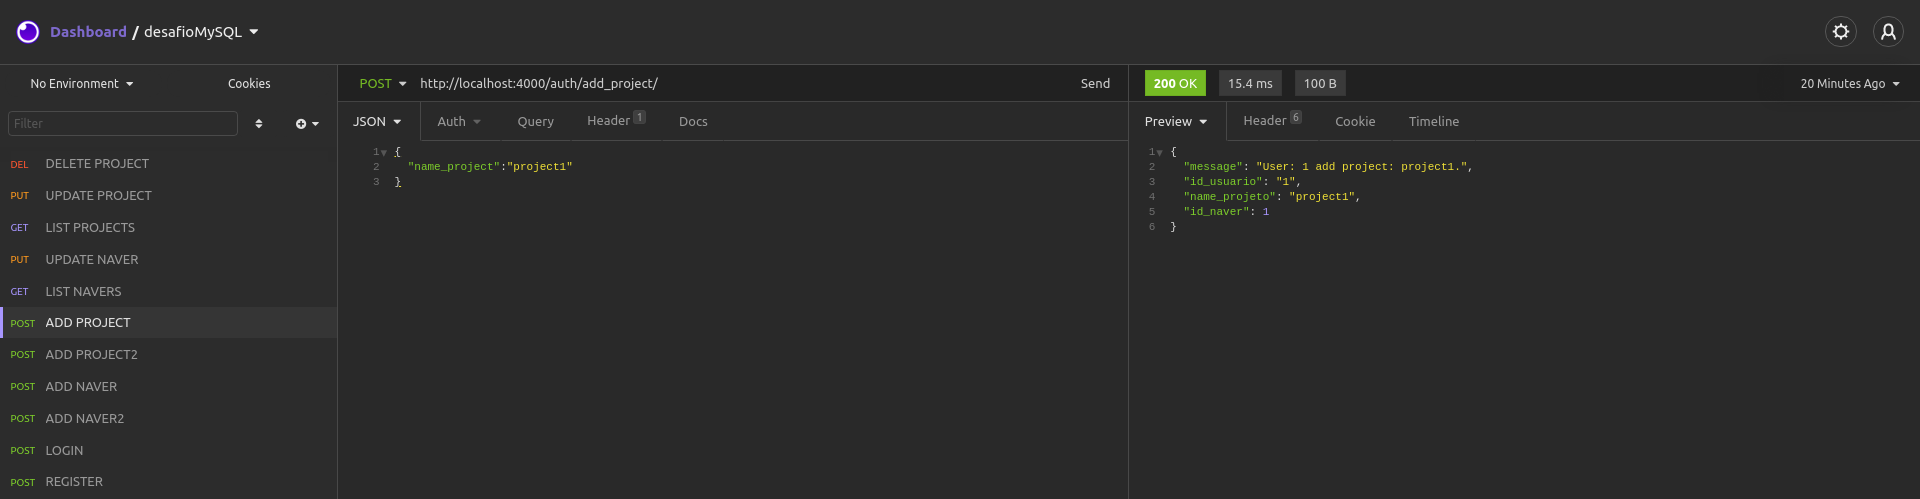 Dashboard / desafioMySQL
No Environment
Cookies
Filter
DEL DELETE PROJECT
PUT UPDATE PROJECT
GET LIST PROJECTS
PUT UPDATE NAVER
GET LIST NAVERS
POST ADD PROJECT
POST ADD PROJECT2
POST ADD NAVER
POST ADD NAVER2
POST LOGIN
POST REGISTER
POST http://localhost:4000/auth/add_project/ Send
JSON Auth Query Header 1 Docs
1 {
2 "name_project":"project1"
3 }
200 OK 15.4 ms 100 B 20 Minutes Ago
Preview Header 6 Cookie Timeline
1 {
2 "message": "User: 1 add project: project1.",
3 "id_usuario": "1",
4 "name_projeto": "project1",
5 "id_naver": 1
6 }